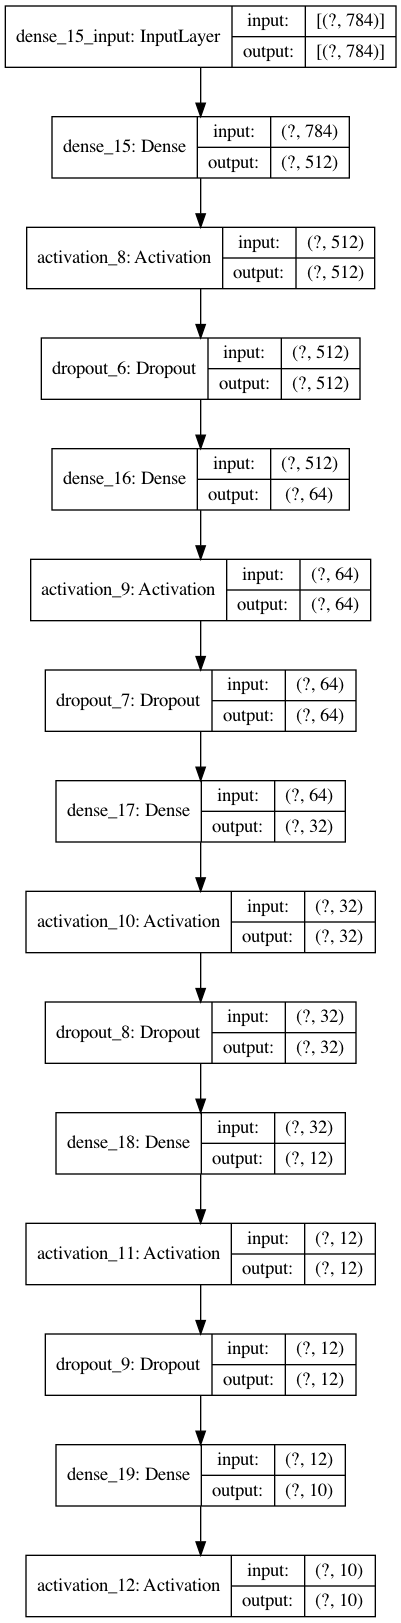 dense_15_input: InputLayer
input: [(?, 784)]
output: [(?, 784)]
dense_15: Dense
input: (?, 784)
output: (?, 512)
activation_8: Activation
input: (?, 512)
output: (?, 512)
dropout_6: Dropout
input: (?, 512)
output: (?, 512)
dense_16: Dense
input: (?, 512)
output: (?, 64)
activation_9: Activation
input: (?, 64)
output: (?, 64)
dropout_7: Dropout
input: (?, 64)
output: (?, 64)
dense_17: Dense
input: (?, 64)
output: (?, 32)
activation_10: Activation
input: (?, 32)
output: (?, 32)
dropout_8: Dropout
input: (?, 32)
output: (?, 32)
dense_18: Dense
input: (?, 32)
output: (?, 12)
activation_11: Activation
input: (?, 12)
output: (?, 12)
dropout_9: Dropout
input: (?, 12)
output: (?, 12)
dense_19: Dense
input: (?, 12)
output: (?, 10)
activation_12: Activation
input: (?, 10)
output: (?, 10)